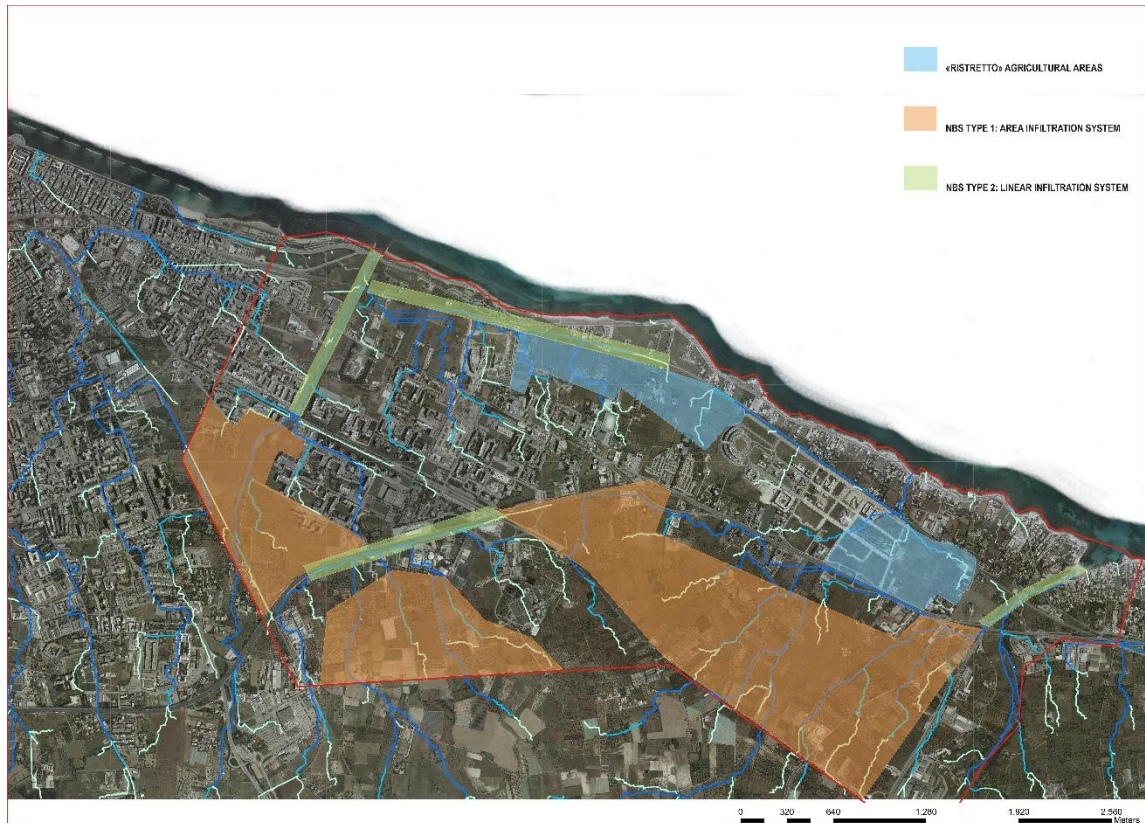 «RISTRETTO» AGRICULTURAL AREAS
NBS TYPE 1: AREA INFILTRATION SYSTEM
NBS TYPE 2: LINEAR INFILTRATION SYSTEM
0 320 640 1.280 1.920 2.560
Meters